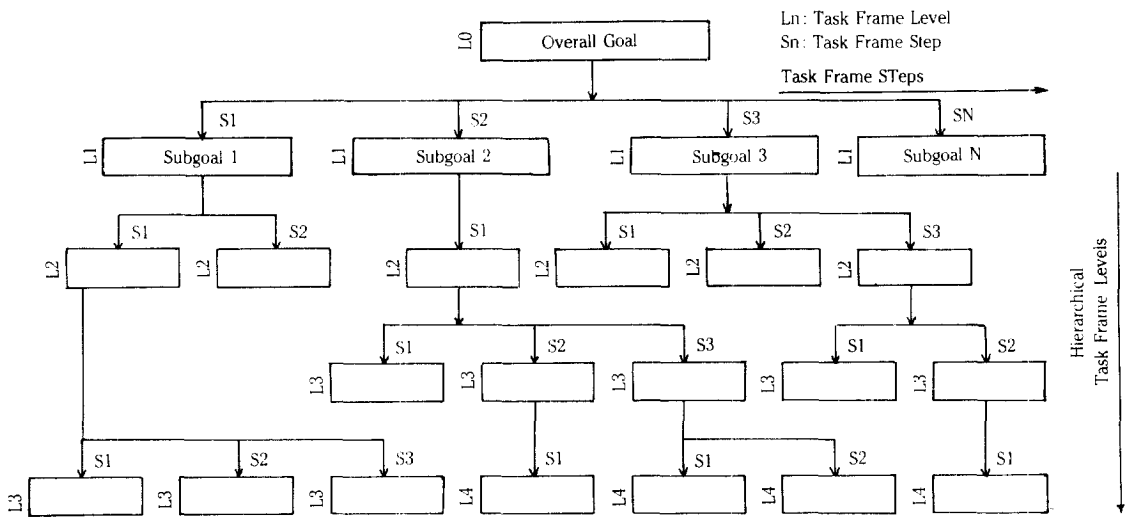 Ln: Task Frame Level
L0
Overall Goal
Sn: Task Frame Step
Task Frame STeps
S1
S2
S3
SN
L1
Subgoal 1
L1
Subgoal 2
L1
Subgoal 3
L1
Subgoal N
S1
S2
S1
S1
S2
S3
L2
L2
L2
L2
L2
L2
Hierarchical
Task Frame Levels
S1
S2
S3
S1
S2
L3
L3
L3
L3
L3
S1
S2
S3
S1
S1
S2
S1
L3
L3
L3
L4
L4
L4
L4